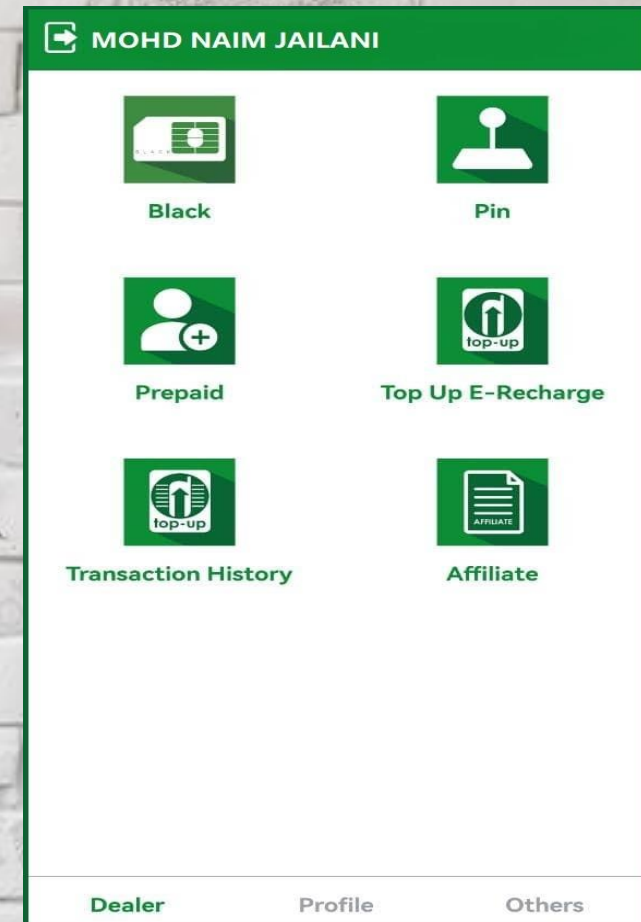 MOHD NAIM JAILANI
BLACK
Black
Pin
Prepaid
top-up
Top Up E-Recharge
top-up
Transaction History
AFFILIATE
Affiliate
Dealer Profile Others